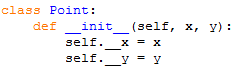 class Point:
    def __init__(self, x, y):
        self.__x = x
        self.__y = y